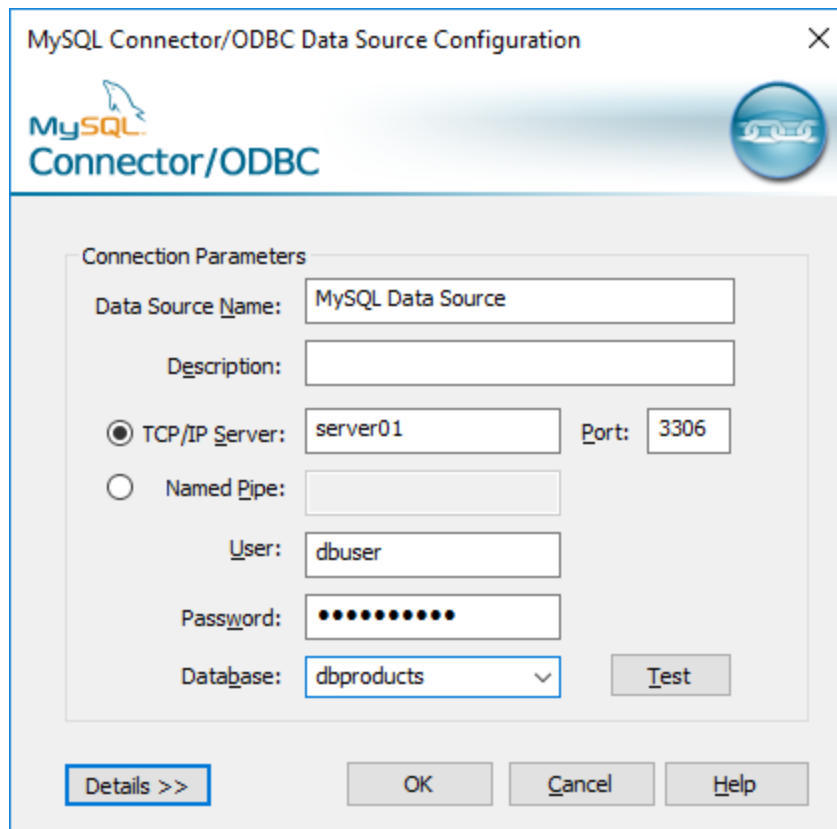 MySQL Connector/ODBC Data Source Configuration
MySQL
Connector/ODBC
Connection Parameters
Data Source Name: MySQL Data Source
Description:
TCP/IP Server: server01 Port: 3306
Named Pipe:
User: dbuser
Password: ••••••••••
Database: dbproducts Test
Details >> OK Cancel Help